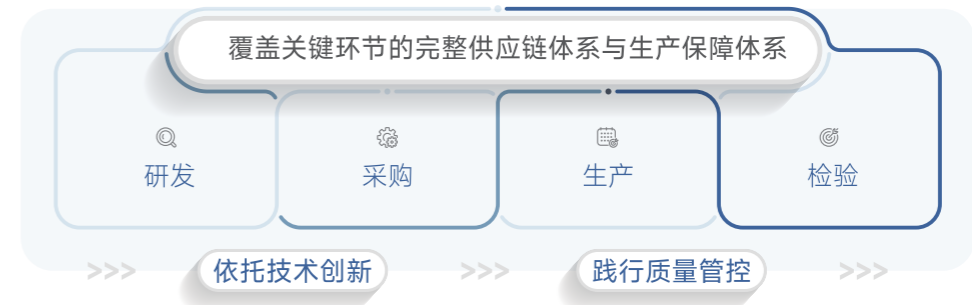 覆盖关键环节的完整供应链体系与生产保障体系
研发 采购 生产 检验
>>> 依托技术创新 >>> 践行质量管控 >>>